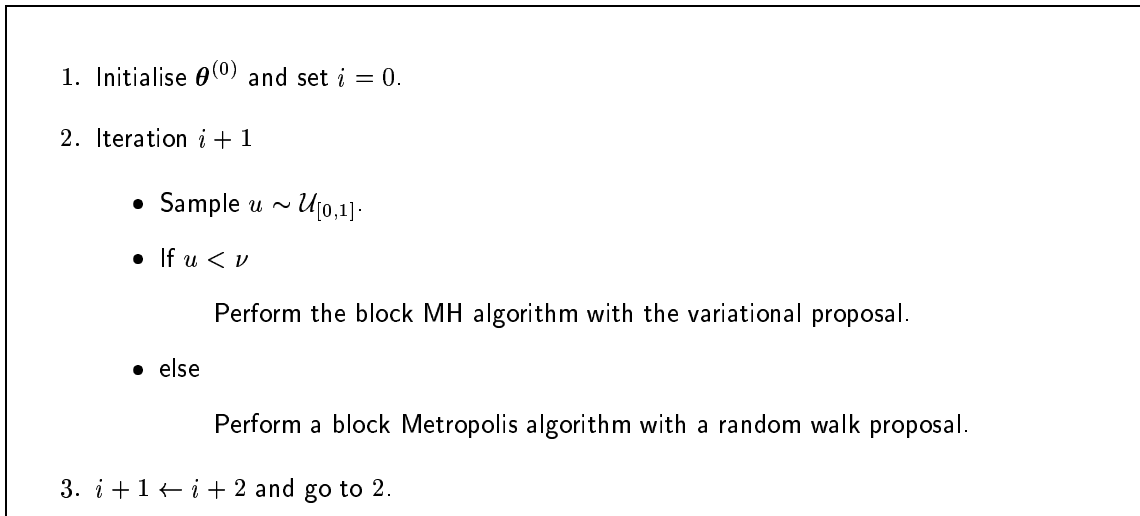 1. Initialise θ⁽⁰⁾ and set i = 0.
2. Iteration i + 1
• Sample u ∼ 𝒰[0,1].
• If u < ν
Perform the block MH algorithm with the variational proposal.
• else
Perform a block Metropolis algorithm with a random walk proposal.
3. i + 1 ← i + 2 and go to 2.